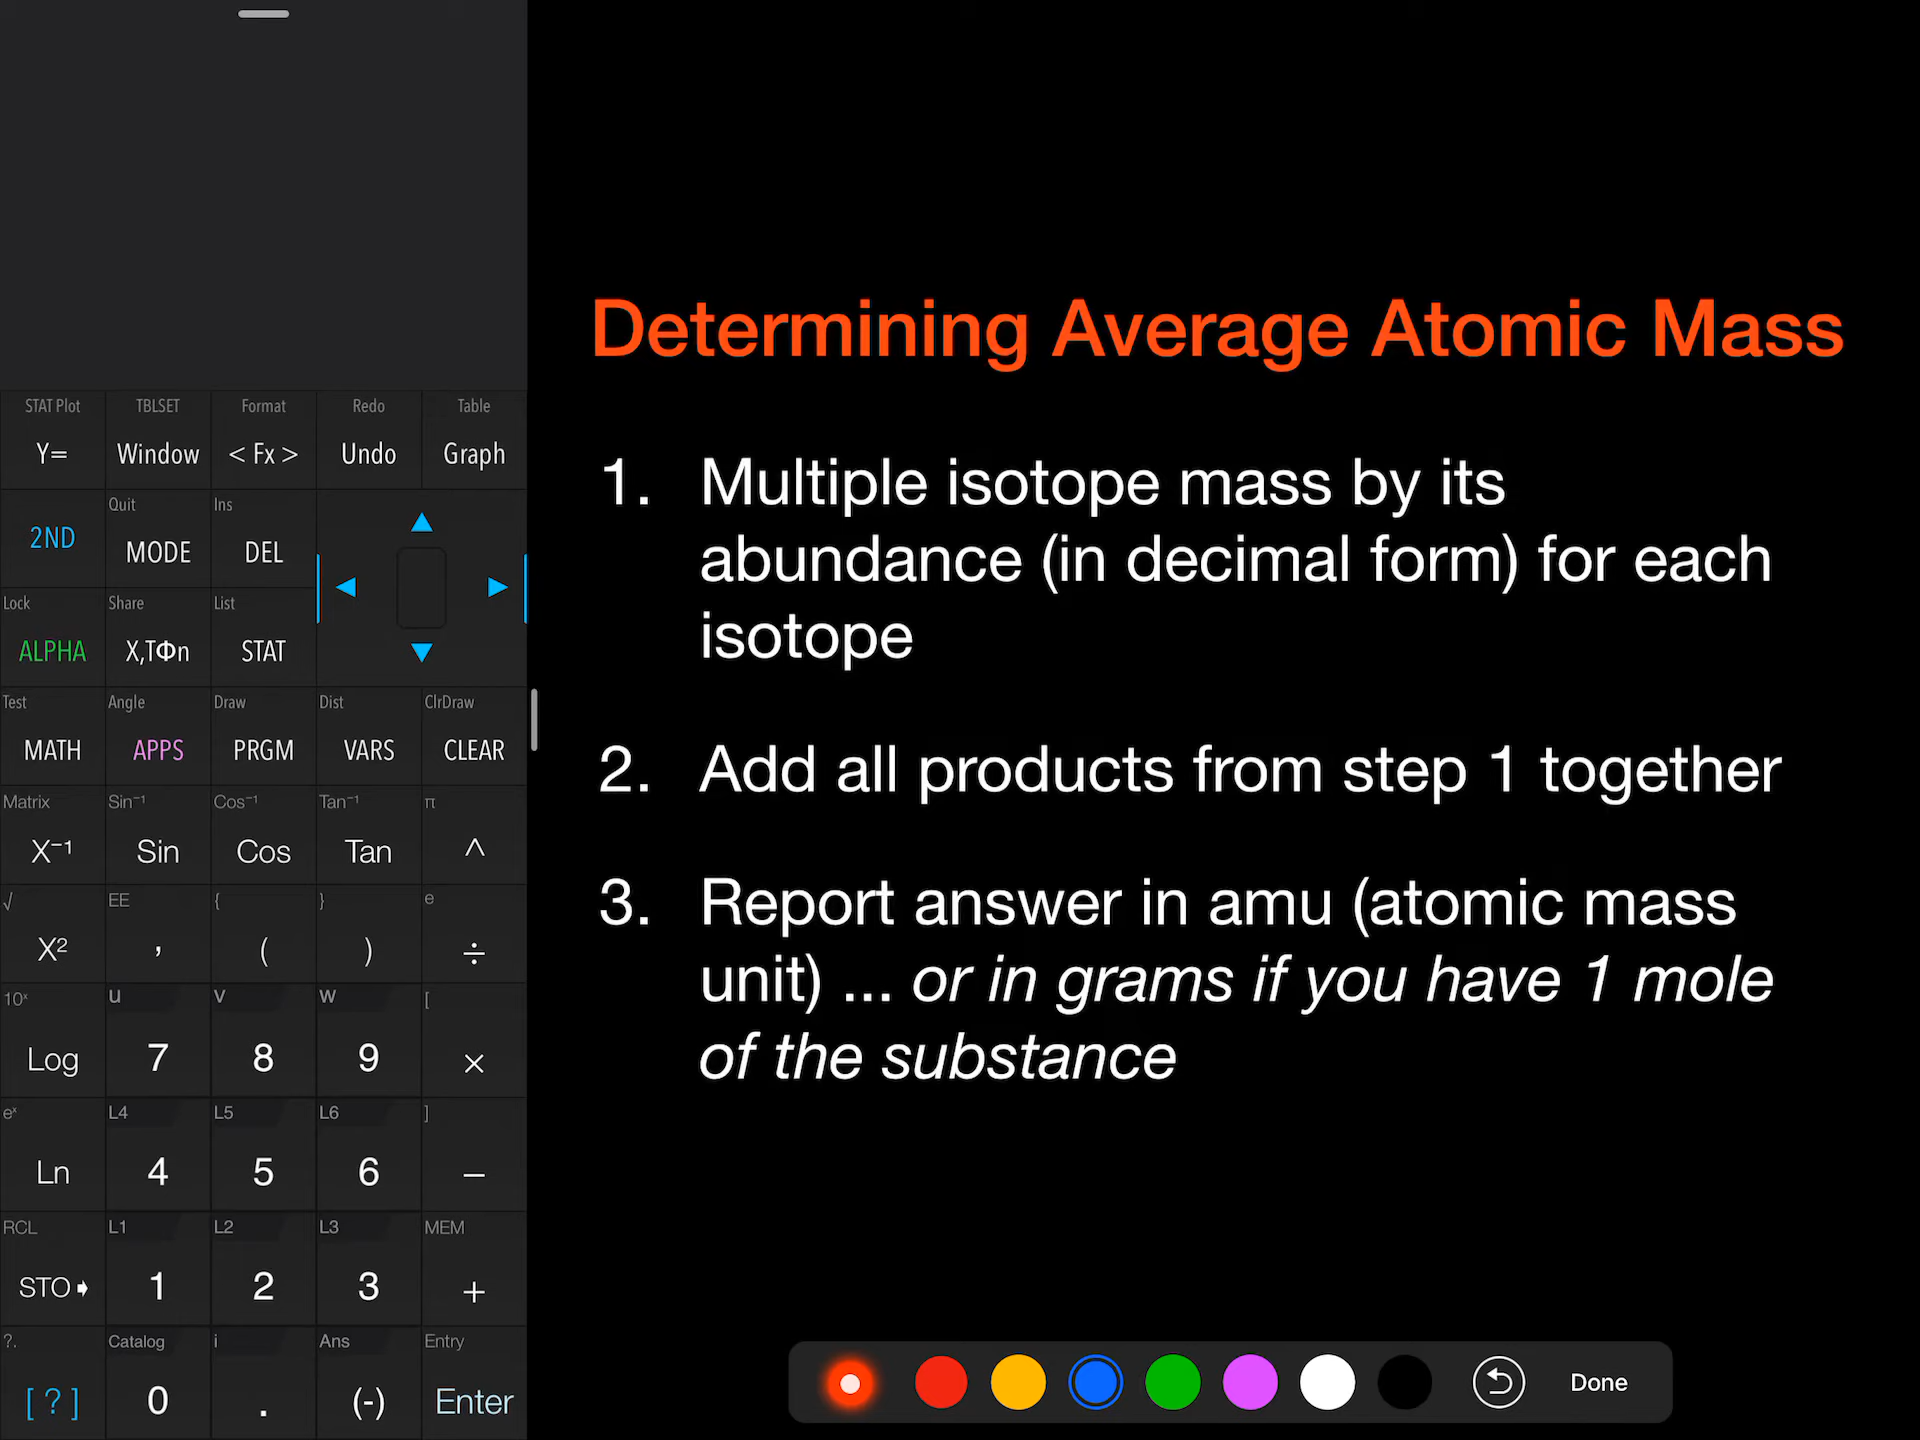 STAT Plot TBLSET Format Redo Table
Y= Window < Fx > Undo Graph
Quit Ins
2ND MODE DEL
Lock Share List
ALPHA X,TΦn STAT
Test Angle Draw Dist ClrDraw
MATH APPS PRGM VARS CLEAR
Matrix Sin⁻¹ Cos⁻¹ Tan⁻¹ π
X⁻¹ Sin Cos Tan ^
√ EE { } e
X² , ( ) ÷
10ˣ u v w [
Log 7 8 9 ×
eˣ L4 L5 L6 ]
Ln 4 5 6 −
RCL L1 L2 L3 MEM
STO➧ 1 2 3 +
?. Catalog i Ans Entry
[ ? ] 0 . (-) Enter
Determining Average Atomic Mass
1. Multiple isotope mass by its
abundance (in decimal form) for each
isotope
2. Add all products from step 1 together
3. Report answer in amu (atomic mass
unit) ... or in grams if you have 1 mole
of the substance
Done